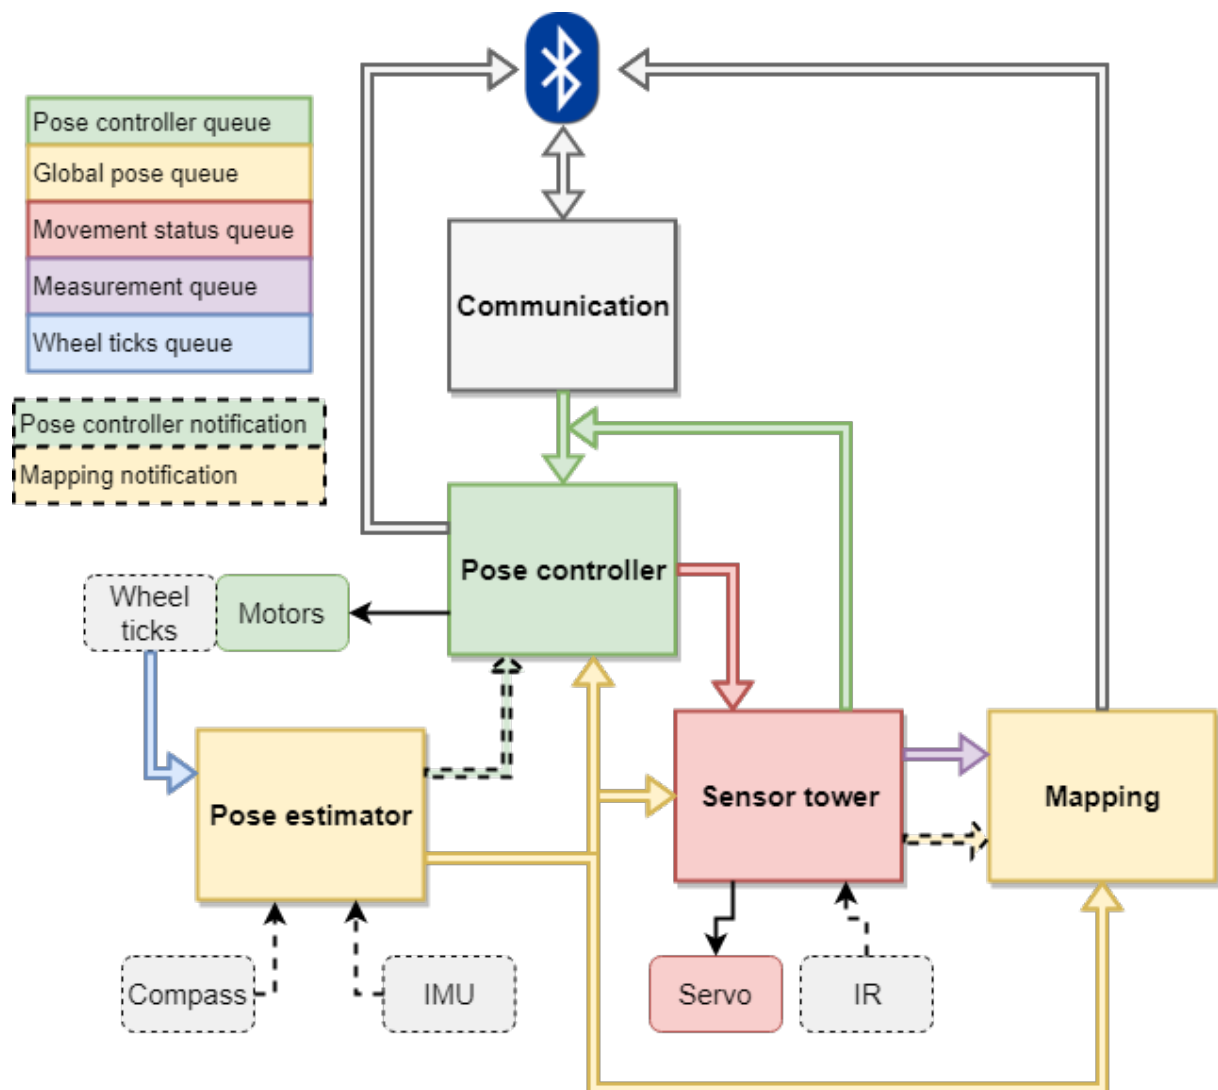 Pose controller queue
Global pose queue
Movement status queue
Measurement queue
Wheel ticks queue
Pose controller notification
Mapping notification
Communication
Pose controller
Wheel
ticks
Motors
Pose estimator
Sensor tower
Mapping
Compass
IMU
Servo
IR